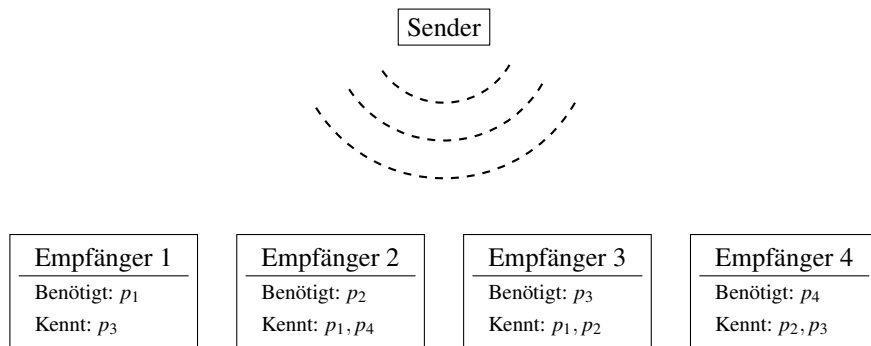 Sender
Empfänger 1
Benötigt: p₁
Kennt: p₃
Empfänger 2
Benötigt: p₂
Kennt: p₁, p₄
Empfänger 3
Benötigt: p₃
Kennt: p₁, p₂
Empfänger 4
Benötigt: p₄
Kennt: p₂, p₃